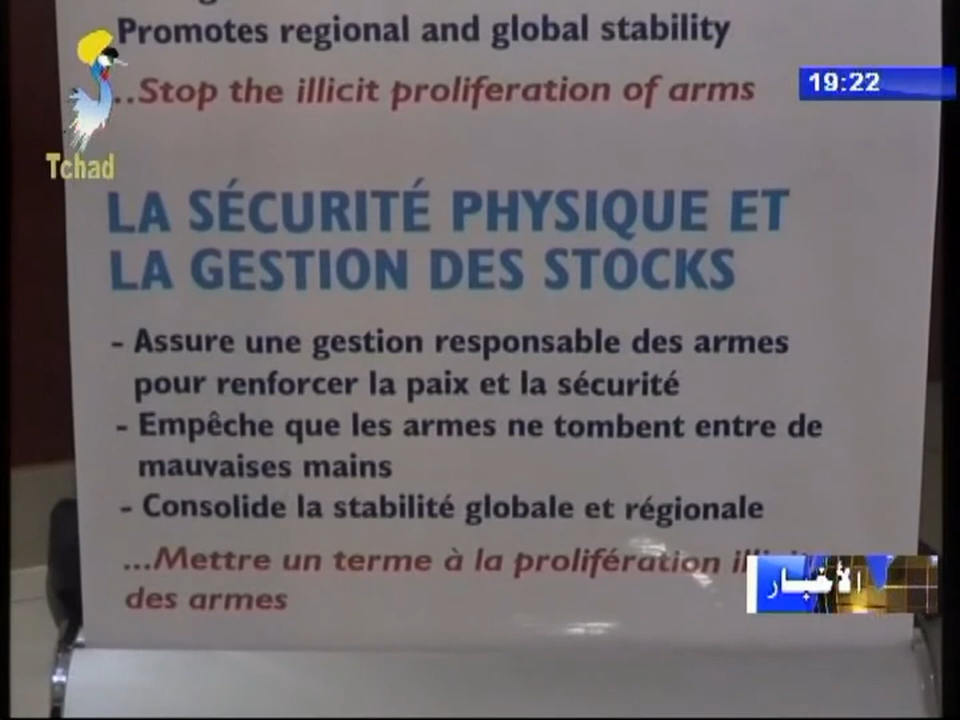 Promotes regional and global stability
...Stop the illicit proliferation of arms
19:22
Tchad
LA SÉCURITÉ PHYSIQUE ET
LA GESTION DES STOCKS
- Assure une gestion responsable des armes
pour renforcer la paix et la sécurité
- Empêche que les armes ne tombent entre de
mauvaises mains
- Consolide la stabilité globale et régionale
...Mettre un terme à la prolifération
des armes
الأخبار